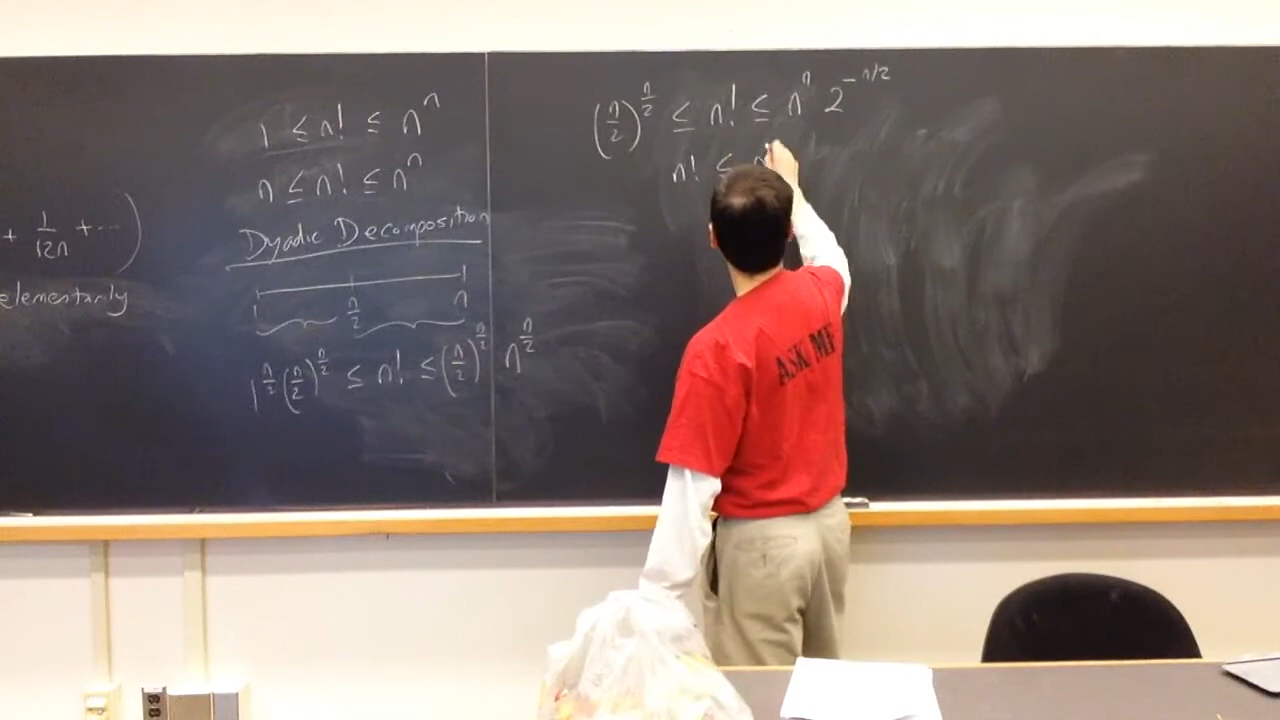 + 1/12n + ... )
elementarily
1 ≤ n! ≤ n^n
n ≤ n! ≤ n^n
Dyadic Decomposition
1 n/2 n
1^{n/2} (n/2)^{n/2} ≤ n! ≤ (n/2)^{n/2} n^{n/2}
(n/2)^{n/2} ≤ n! ≤ n^n 2^{-n/2}
n! ≤ n
ASK ME